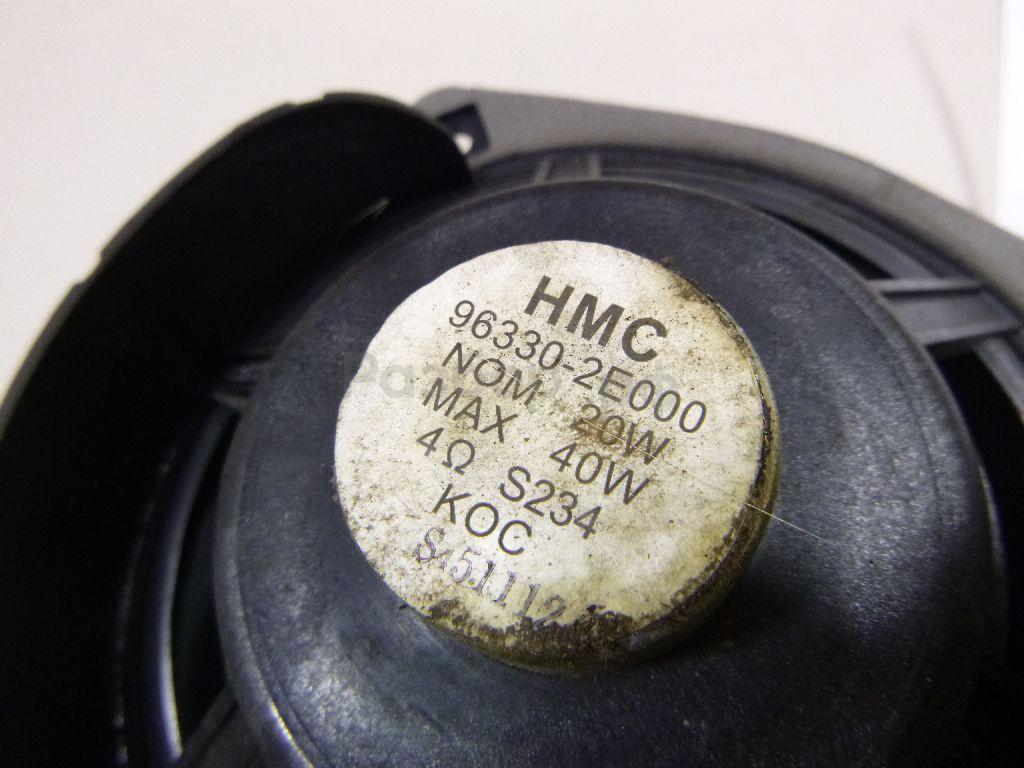 HMC
96330-2E000
NOM 20W
MAX 40W
4Ω S234
KOC